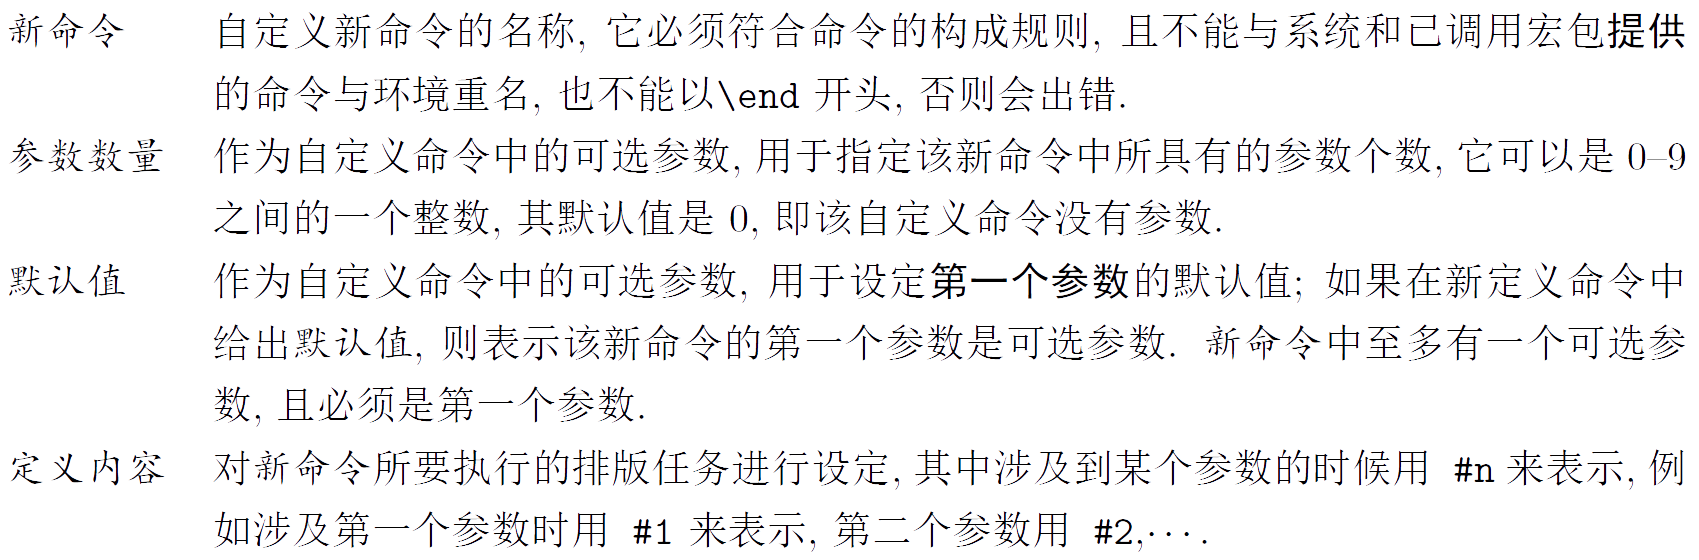 新命令 自定义新命令的名称, 它必须符合命令的构成规则, 且不能与系统和已调用宏包提供
的命令与环境重名, 也不能以\end 开头, 否则会出错.
参数数量 作为自定义命令中的可选参数, 用于指定该新命令中所具有的参数个数, 它可以是 0–9
之间的一个整数, 其默认值是 0, 即该自定义命令没有参数.
默认值 作为自定义命令中的可选参数, 用于设定第一个参数的默认值; 如果在新定义命令中
给出默认值, 则表示该新命令的第一个参数是可选参数. 新命令中至多有一个可选参
数, 且必须是第一个参数.
定义内容 对新命令所要执行的排版任务进行设定, 其中涉及到某个参数的时候用 #n 来表示, 例
如涉及第一个参数时用 #1 来表示, 第二个参数用 #2,⋯.